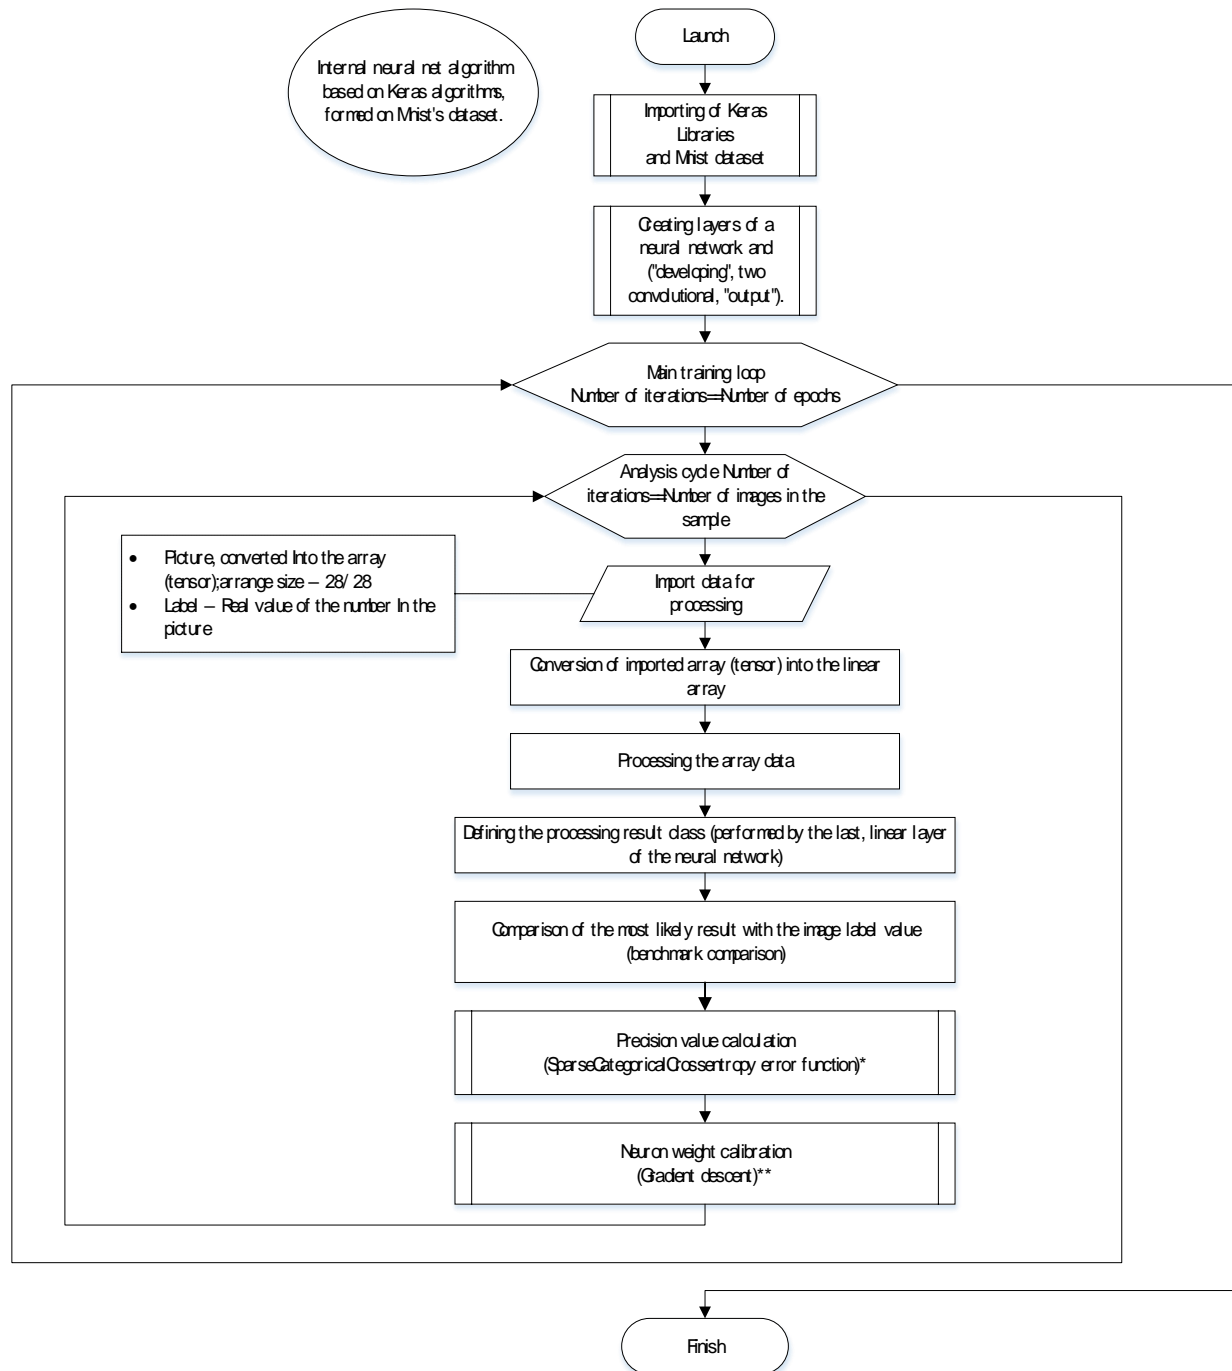 Internal neural net algorithm
based on Keras algorithms,
formed on Mnist's dataset.
Launch
Importing of Keras
Libraries
and Mnist dataset
Creating layers of a
neural network and
("developing", two
convolutional, "output").
Main training loop
Number of iterations==Number of epochs
Analysis cycle Number of
iterations==Number of images in the
sample
• Picture, converted Into the array
(tensor);arrange size – 28/ 28
• Label – Real value of the number In the
picture
Import data for
processing
Conversion of imported array (tensor) into the linear
array
Processing the array data
Defining the processing result class (performed by the last, linear layer
of the neural network)
Comparison of the most likely result with the image label value
(benchmark comparison)
Precision value calculation
(SparseCategoricalCrossentropy error function)*
Neuron weight calibration
(Gradient descent)**
Finish